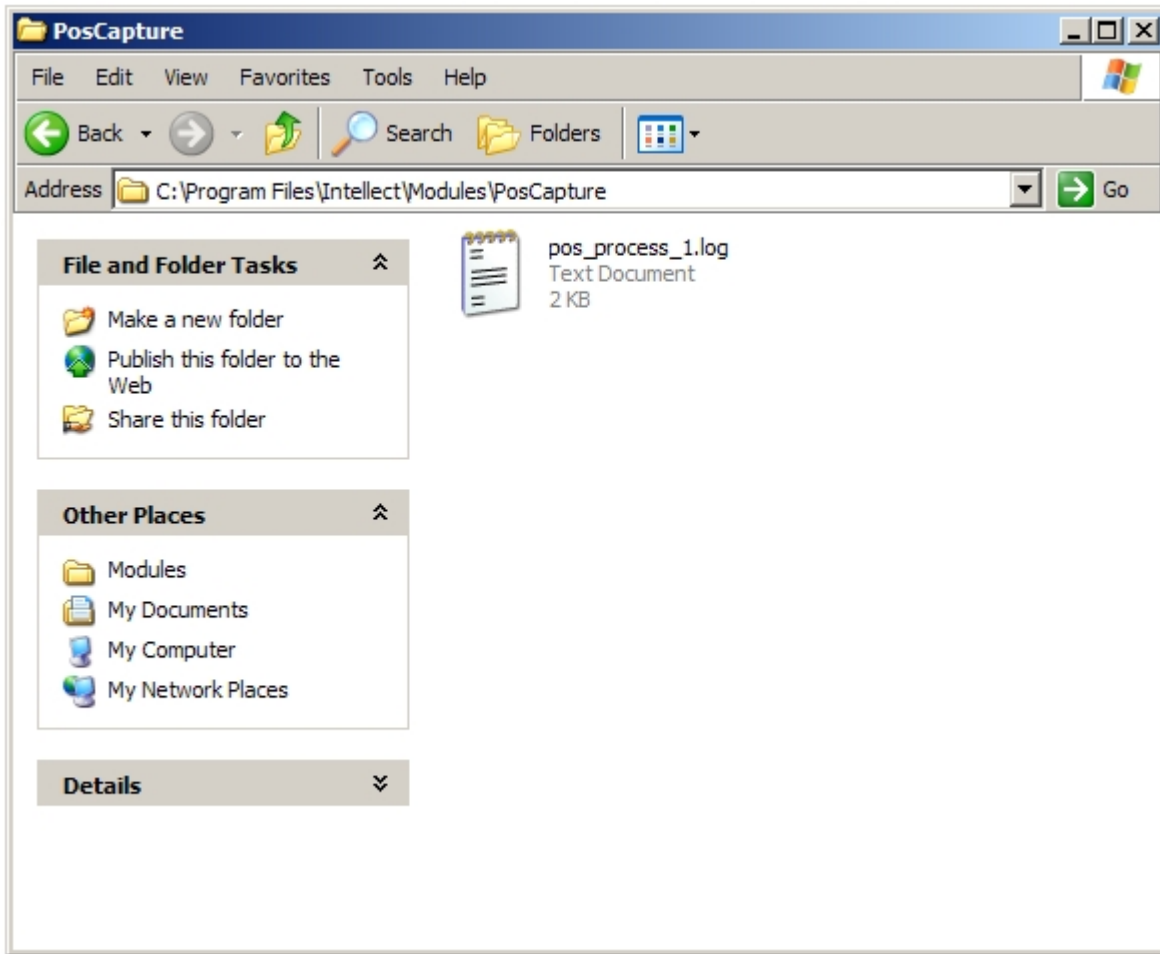 PosCapture
File Edit View Favorites Tools Help
Back Search Folders
Address C:\Program Files\Intellect\Modules\PosCapture Go
File and Folder Tasks
Make a new folder
Publish this folder to the
Web
Share this folder
Other Places
Modules
My Documents
My Computer
My Network Places
Details
pos_process_1.log
Text Document
2 KB